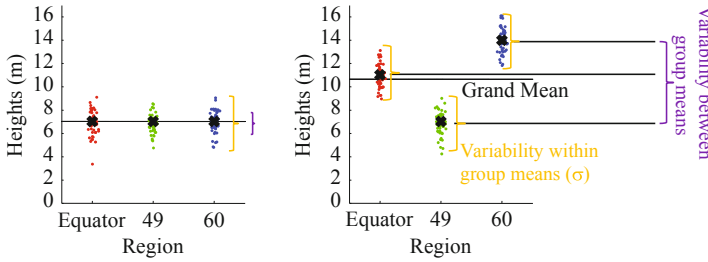 16
14
12
10
8
6
4
2
0
Heights (m)
Equator 49 60
Region
16
14
12
10
8
6
4
2
0
Heights (m)
Grand Mean
Variability within
group means (σ)
Equator 49 60
Region
Variability between
group means